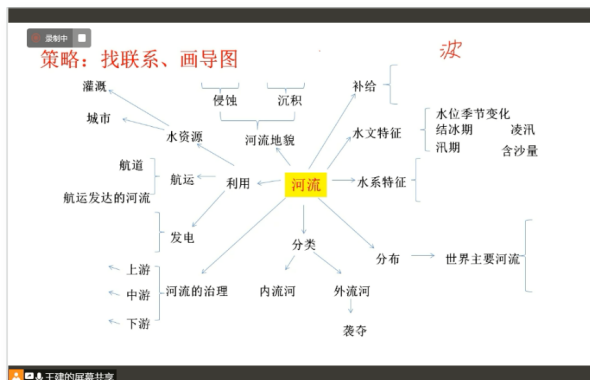 录制中
策略：找联系、画导图
波
灌溉
侵蚀
沉积
补给
城市
水资源
河流地貌
水文特征
水位季节变化
结冰期
凌汛
汛期
含沙量
航道
航运
航运发达的河流
利用
河流
水系特征
发电
分类
分布
世界主要河流
上游
中游
下游
河流的治理
内流河
外流河
袭夺
王建的屏幕共享